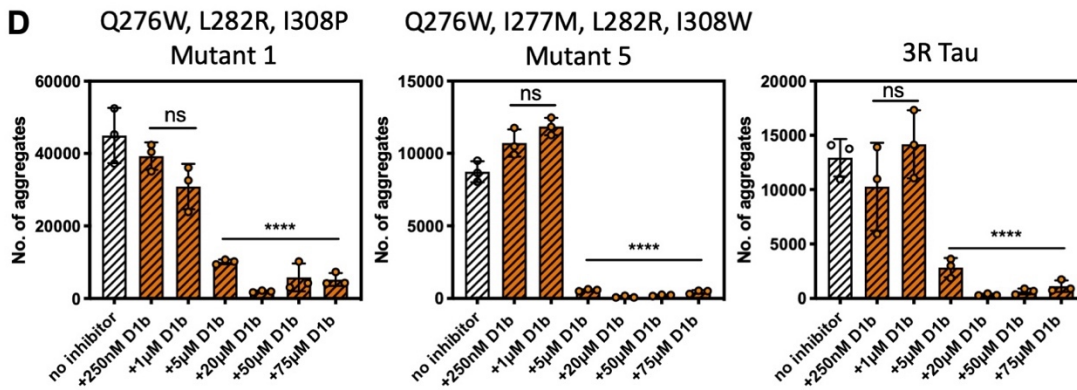 D
Q276W, L282R, I308P
Mutant 1
No. of aggregates
60000
40000
20000
0
ns
****
no inhibitor
+250nM D1b
+1µM D1b
+5µM D1b
+20µM D1b
+50µM D1b
+75µM D1b
Q276W, I277M, L282R, I308W
Mutant 5
No. of aggregates
15000
10000
5000
0
ns
****
no inhibitor
+250nM D1b
+1µM D1b
+5µM D1b
+20µM D1b
+50µM D1b
+75µM D1b
3R Tau
No. of aggregates
20000
15000
10000
5000
0
ns
****
no inhibitor
+250nM D1b
+1µM D1b
+5µM D1b
+20µM D1b
+50µM D1b
+75µM D1b